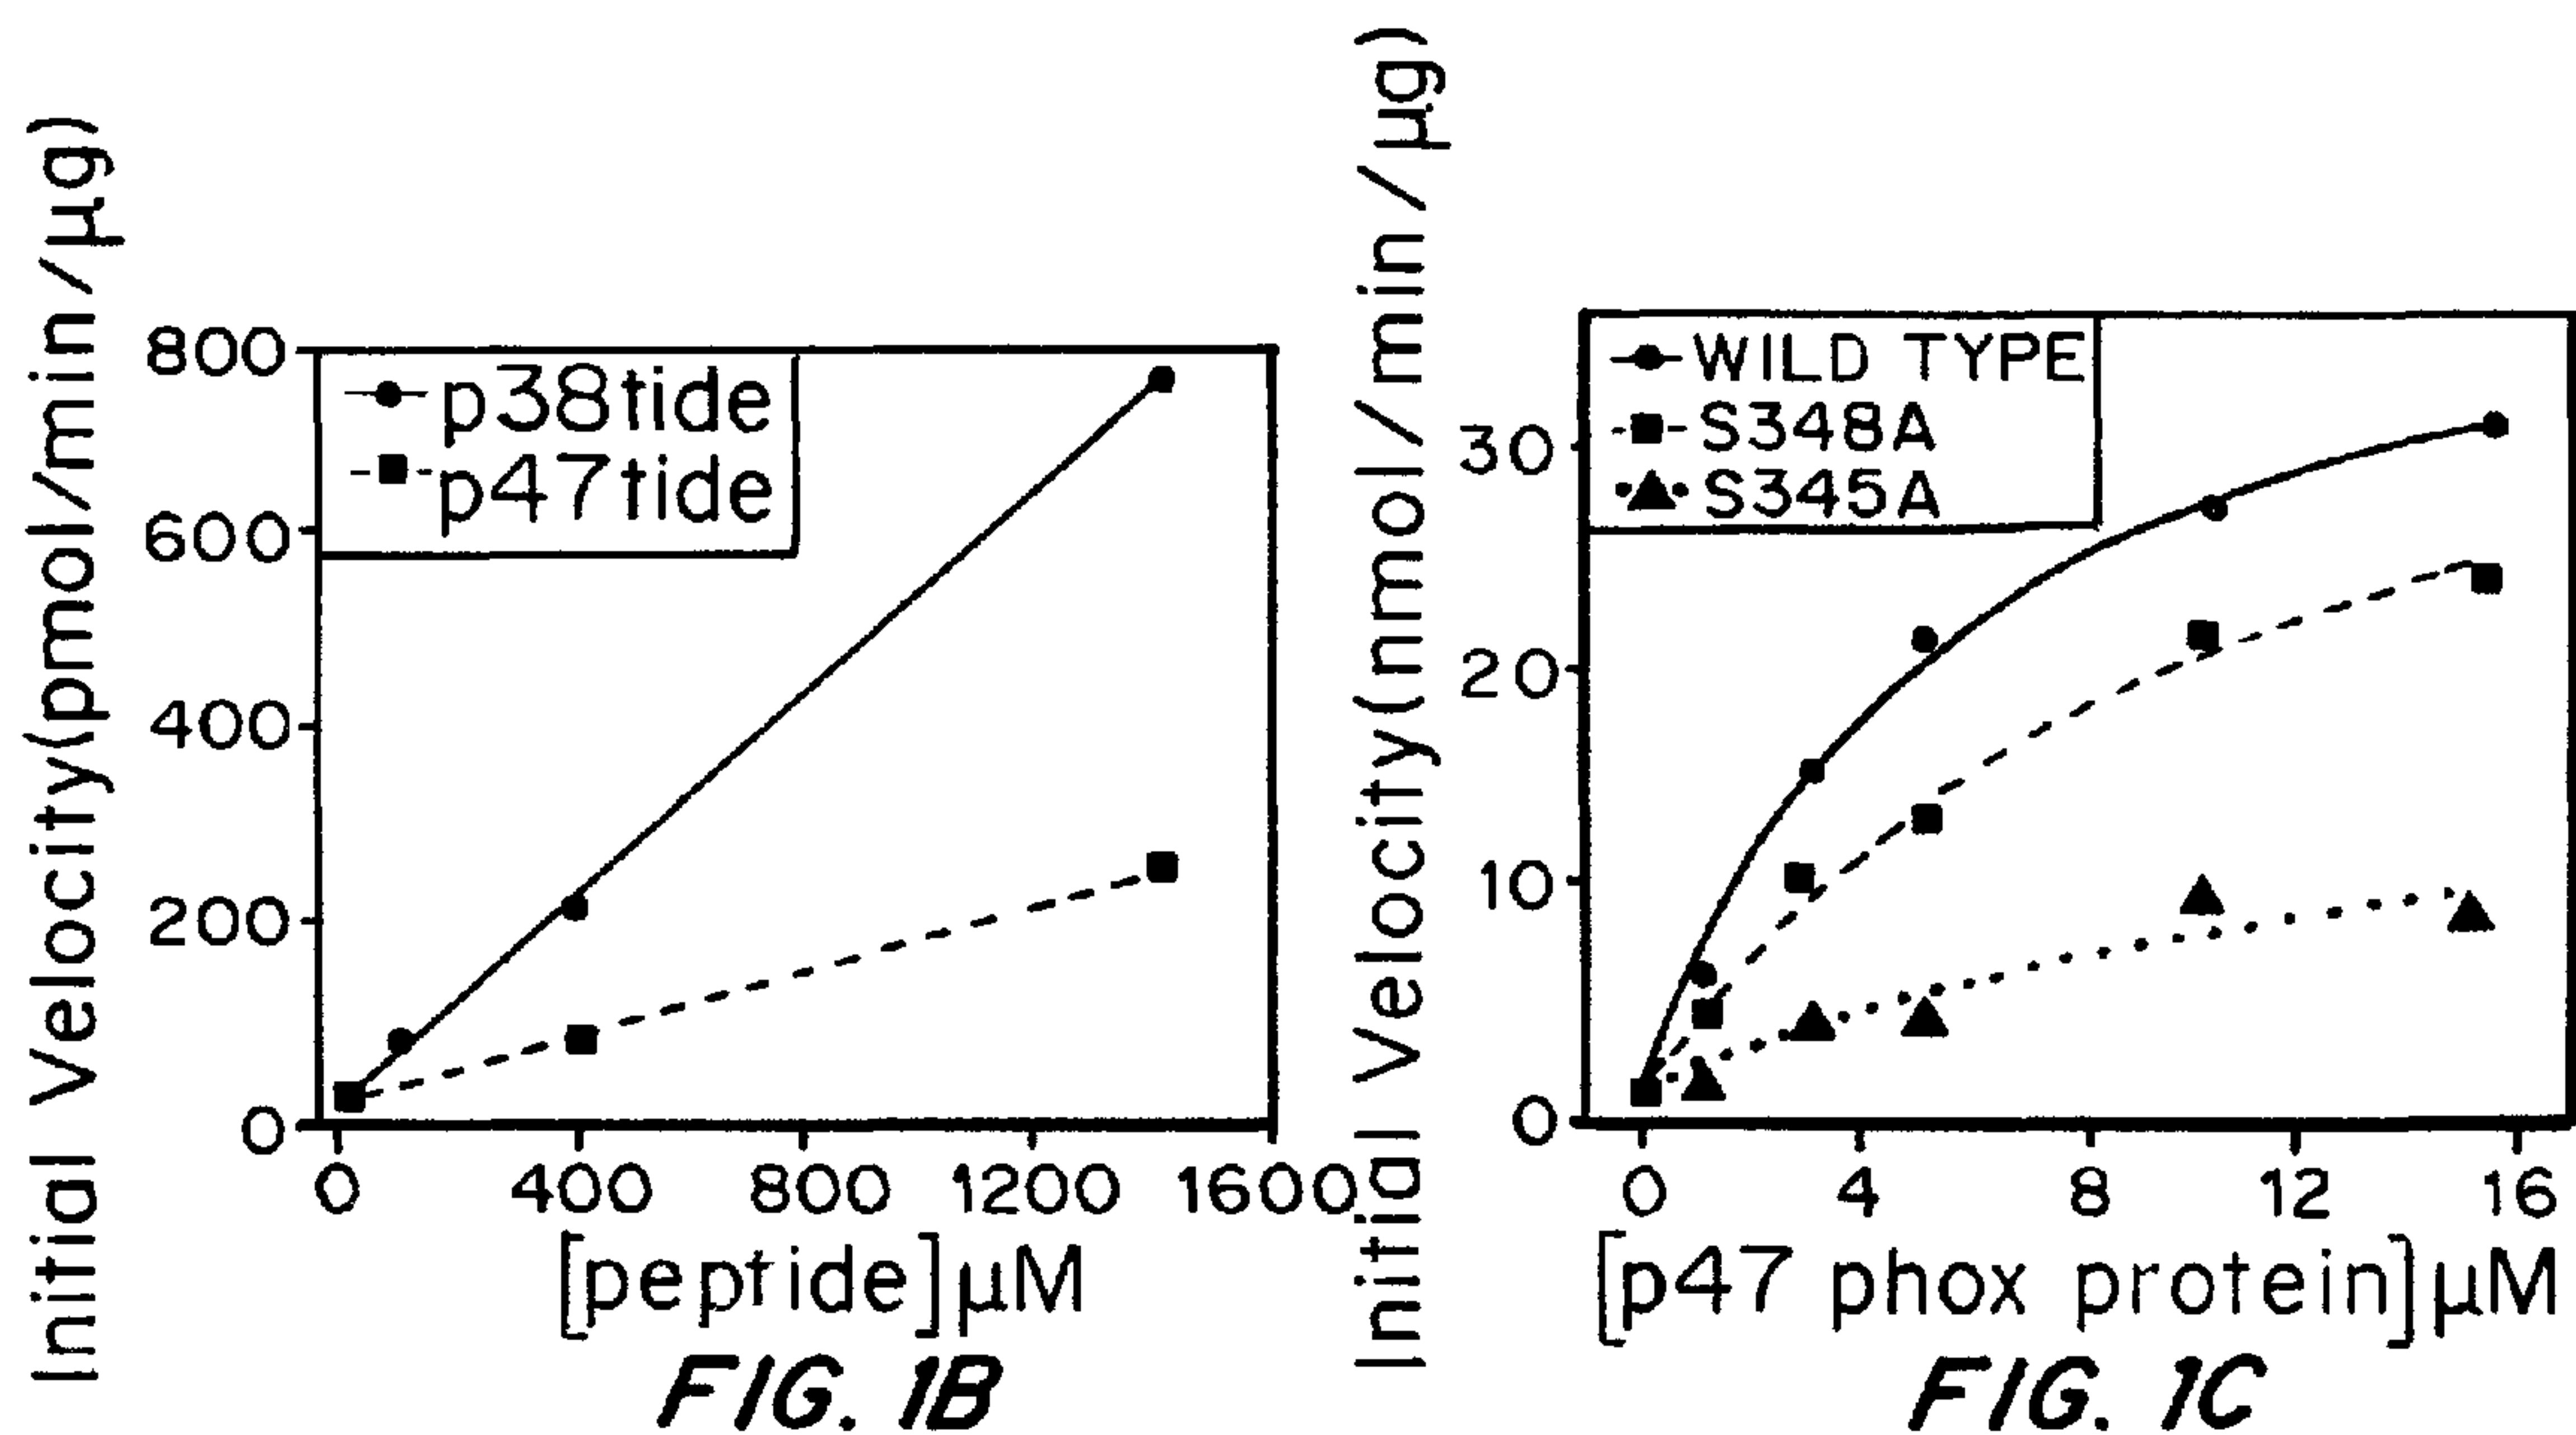 Initial Velocity(pmol/min/µg)
800
600
400
200
0
p38tide
p47tide
0 400 800 1200 1600
[peptide]µM
FIG. 1B
Initial Velocity(nmol/min/µg)
30
20
10
0
WILD TYPE
S348A
S345A
0 4 8 12 16
[p47 phox protein]µM
FIG. 1C